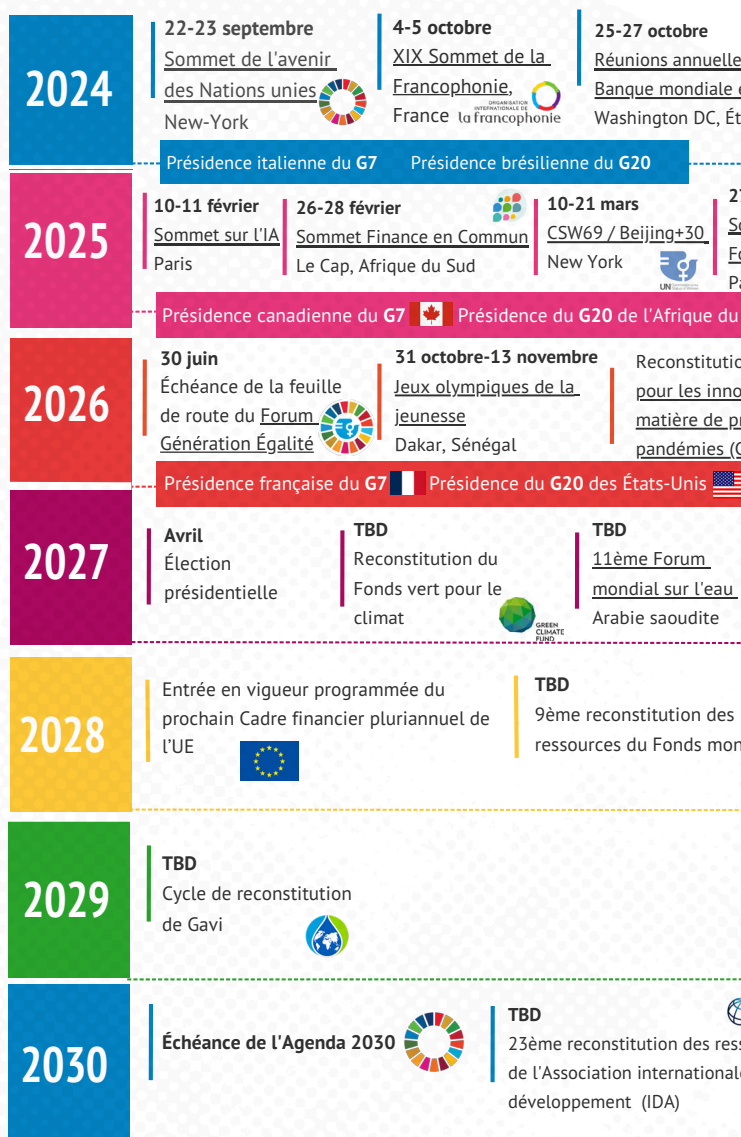 2024
22-23 septembre
Sommet de l'avenir
des Nations unies
New-York
4-5 octobre
XIX Sommet de la
Francophonie,
France
ORGANISATION
INTERNATIONALE DE
la francophonie
25-27 octobre
Réunions annuelle
Banque mondiale e
Washington DC, Ét
Présidence italienne du G7
Présidence brésilienne du G20
2025
10-11 février
Sommet sur l'IA
Paris
26-28 février
Sommet Finance en Commun
Le Cap, Afrique du Sud
10-21 mars
CSW69 / Beijing+30
New York
UN
2
So
Fo
Pa
Présidence canadienne du G7
Présidence du G20 de l'Afrique du
2026
30 juin
Échéance de la feuille
de route du Forum
Génération Égalité
31 octobre-13 novembre
Jeux olympiques de la
jeunesse
Dakar, Sénégal
Reconstitutio
pour les inno
matière de pr
pandémies (C
Présidence française du G7
Présidence du G20 des États-Unis
2027
Avril
Élection
présidentielle
TBD
Reconstitution du
Fonds vert pour le
climat
GREEN
CLIMATE
FUND
TBD
11ème Forum
mondial sur l'eau
Arabie saoudite
2028
Entrée en vigueur programmée du
prochain Cadre financier pluriannuel de
l'UE
TBD
9ème reconstitution des
ressources du Fonds mon
2029
TBD
Cycle de reconstitution
de Gavi
2030
Échéance de l'Agenda 2030
TBD
23ème reconstitution des ress
de l'Association internationale
développement (IDA)